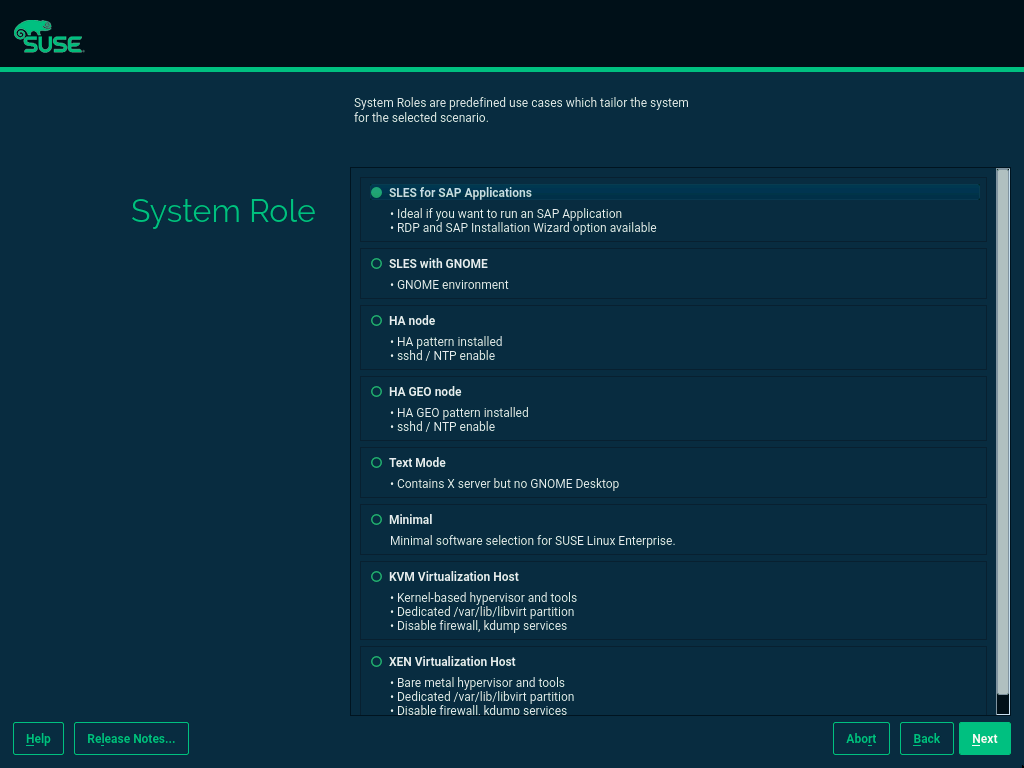 SUSE
System Roles are predefined use cases which tailor the system
for the selected scenario.
System Role
SLES for SAP Applications
• Ideal if you want to run an SAP Application
• RDP and SAP Installation Wizard option available
SLES with GNOME
• GNOME environment
HA node
• HA pattern installed
• sshd / NTP enable
HA GEO node
• HA GEO pattern installed
• sshd / NTP enable
Text Mode
• Contains X server but no GNOME Desktop
Minimal
Minimal software selection for SUSE Linux Enterprise.
KVM Virtualization Host
• Kernel-based hypervisor and tools
• Dedicated /var/lib/libvirt partition
• Disable firewall, kdump services
XEN Virtualization Host
• Bare metal hypervisor and tools
• Dedicated /var/lib/libvirt partition
• Disable firewall, kdump services
Help Release Notes... Abort Back Next